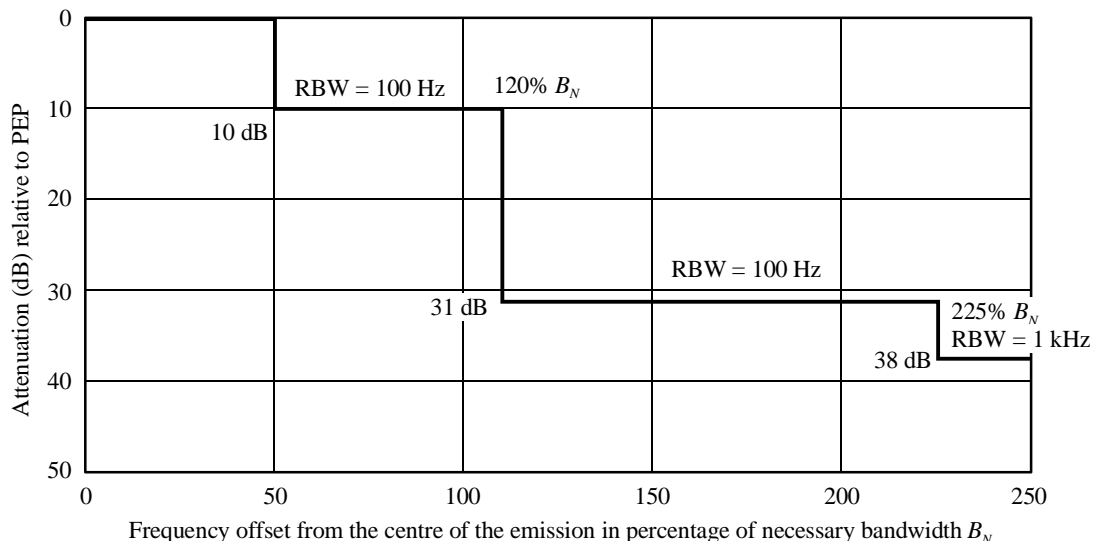 0
10
20
30
40
50
Attenuation (dB) relative to PEP
RBW = 100 Hz
120% B_N
10 dB
RBW = 100 Hz
31 dB
225% B_N
RBW = 1 kHz
38 dB
0
50
100
150
200
250
Frequency offset from the centre of the emission in percentage of necessary bandwidth B_N